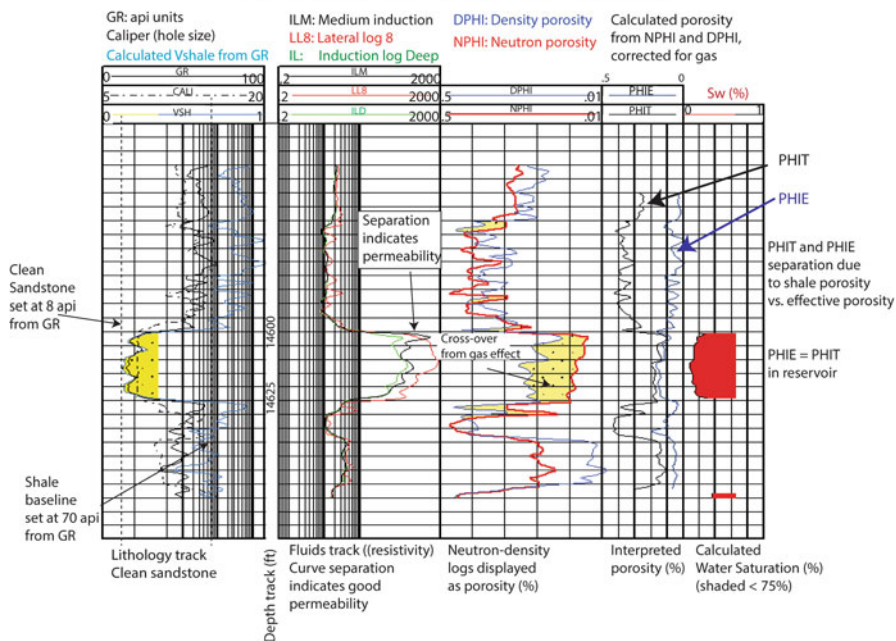 GR: api units
Caliper (hole size)
Calculated Vshale from GR
ILM: Medium induction
LL8: Lateral log 8
IL: Induction log Deep
DPHI: Density porosity
NPHI: Neutron porosity
Calculated porosity
from NPHI and DPHI,
corrected for gas
0 GR 100
5 CALI 20
0 VSH 1
.2 ILM 2000
.2 LL8 2000
.2 ILD 2000
.5 DPHI .01
.5 NPHI .01
.5 0
PHIE
PHIT
Sw (%)
0 1
PHIT
PHIE
Separation
indicates
permeability
PHIT and PHIE
separation due
to shale porosity
vs. effective porosity
Clean
Sandstone
set at 8 api
from GR
14600
Cross-over
from gas effect
PHIE = PHIT
in reservoir
14625
Shale
baseline
set at 70 api
from GR
Lithology track
Clean sandstone
Depth track (ft)
Fluids track ((resistivity)
Curve separation
indicates good
permeability
Neutron-density
logs displayed
as porosity (%)
Interpreted
porosity (%)
Calculated
Water Saturation (%)
(shaded < 75%)